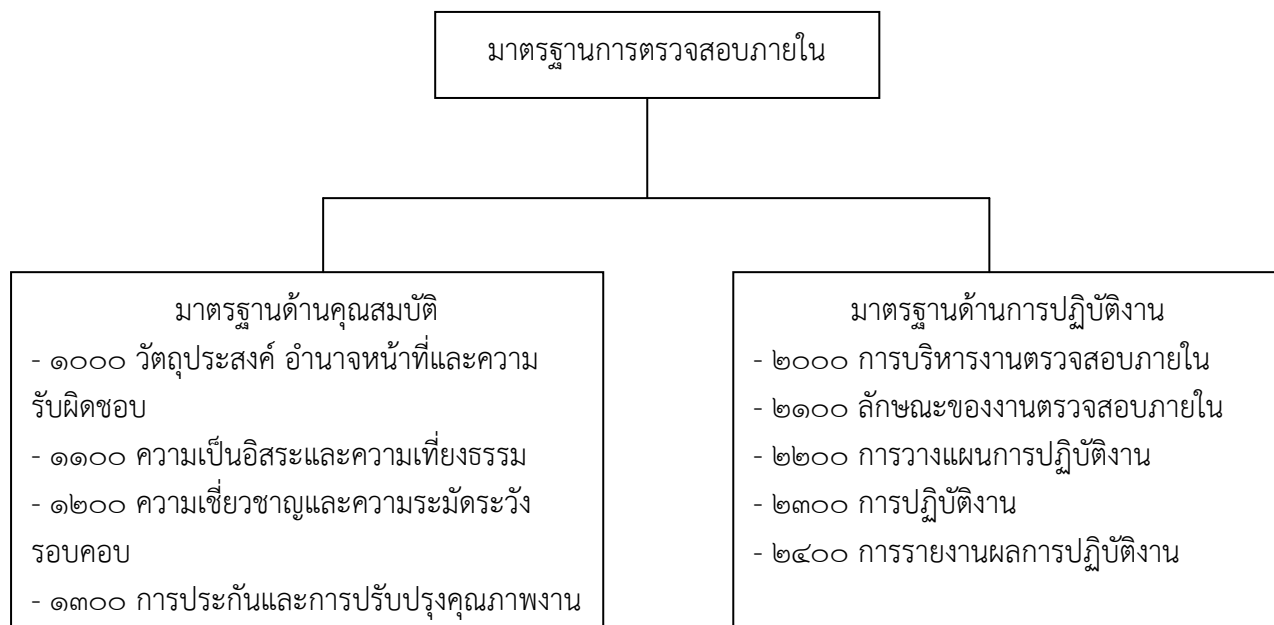 มาตรฐานการตรวจสอบภายใน
มาตรฐานด้านคุณสมบัติ
- ๑๐๐๐ วัตถุประสงค์ อำนาจหน้าที่และความ
รับผิดชอบ
- ๑๑๐๐ ความเป็นอิสระและความเที่ยงธรรม
- ๑๒๐๐ ความเชี่ยวชาญและความระมัดระวัง
รอบคอบ
- ๑๓๐๐ การประกันและการปรับปรุงคุณภาพงาน
มาตรฐานด้านการปฏิบัติงาน
- ๒๐๐๐ การบริหารงานตรวจสอบภายใน
- ๒๑๐๐ ลักษณะของงานตรวจสอบภายใน
- ๒๒๐๐ การวางแผนการปฏิบัติงาน
- ๒๓๐๐ การปฏิบัติงาน
- ๒๔๐๐ การรายงานผลการปฏิบัติงาน